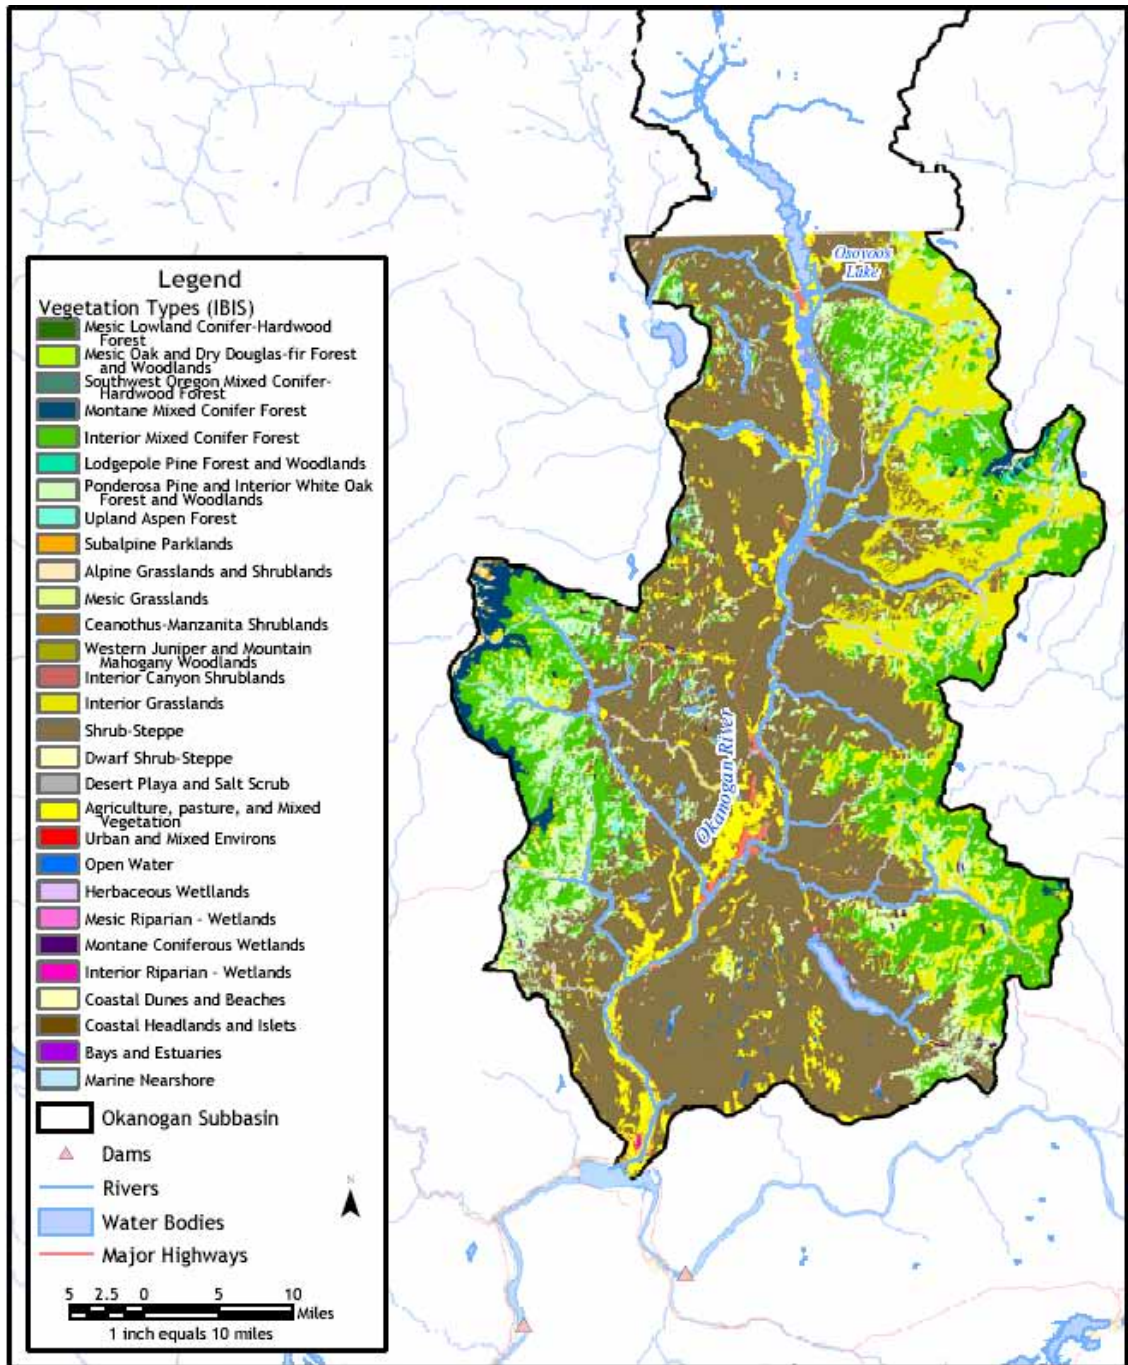 Osoyoos
Lake
Legend
Vegetation Types (IBIS)
Mesic Lowland Conifer-Hardwood
Forest
Mesic Oak and Dry Douglas-fir Forest
and Woodlands
Southwest Oregon Mixed Conifer-
Hardwood Forest
Montane Mixed Conifer Forest
Interior Mixed Conifer Forest
Lodgepole Pine Forest and Woodlands
Ponderosa Pine and Interior White Oak
Forest and Woodlands
Upland Aspen Forest
Subalpine Parklands
Alpine Grasslands and Shrublands
Mesic Grasslands
Ceanothus-Manzanita Shrublands
Western Juniper and Mountain
Mahogany Woodlands
Interior Canyon Shrublands
Interior Grasslands
Shrub-Steppe
Dwarf Shrub-Steppe
Desert Playa and Salt Scrub
Agriculture, pasture, and Mixed
Vegetation
Urban and Mixed Environs
Open Water
Herbaceous Wetllands
Mesic Riparian - Wetlands
Montane Coniferous Wetlands
Interior Riparian - Wetlands
Coastal Dunes and Beaches
Coastal Headlands and Islets
Bays and Estuaries
Marine Nearshore
Okanogan Subbasin
Dams
Rivers
Water Bodies
Major Highways
N
5 2.5 0 5 10
Miles
1 inch equals 10 miles
Okanogan River